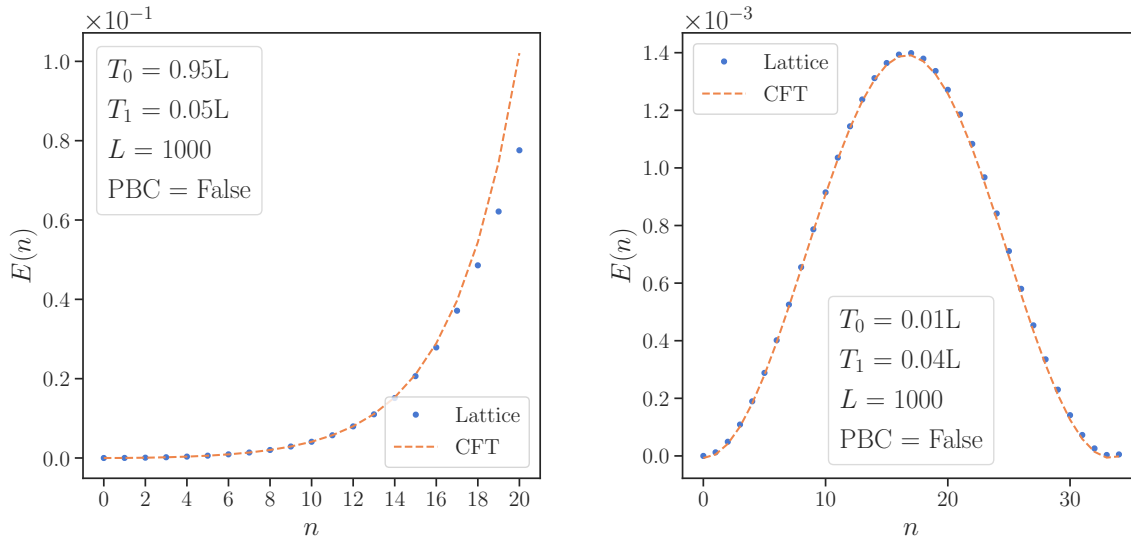 ×10⁻¹
T₀ = 0.95L
T₁ = 0.05L
L = 1000
PBC = False
Lattice
CFT
1.0
0.8
0.6
0.4
0.2
0.0
E(n)
0 2 4 6 8 10 12 14 16 18 20
n
×10⁻³
Lattice
CFT
T₀ = 0.01L
T₁ = 0.04L
L = 1000
PBC = False
1.4
1.2
1.0
0.8
0.6
0.4
0.2
0.0
E(n)
0 10 20 30
n